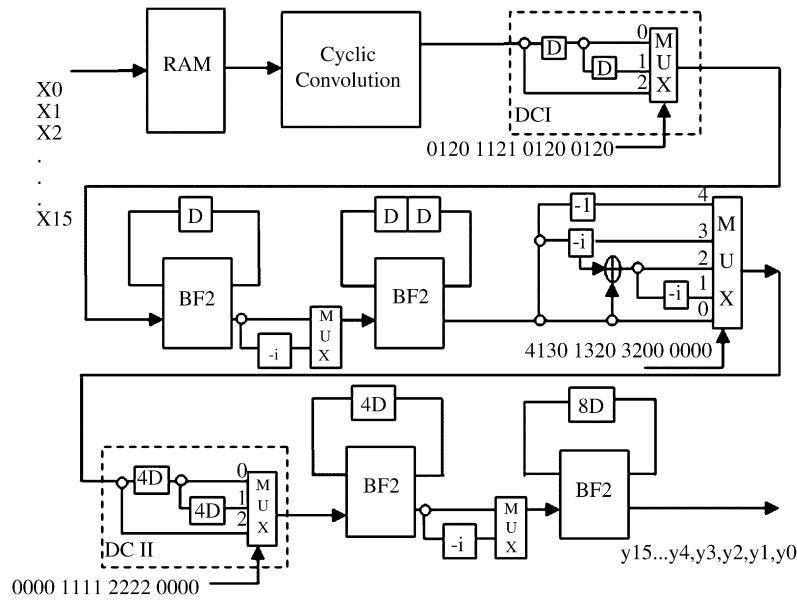 RAM
Cyclic
Convolution
X0
X1
X2
.
.
.
X15
D
D
0
1
2
M
U
X
DCI
0120 1121 0120 0120
D
BF2
-i
M
U
X
D D
BF2
-1
-i
-i
4
3
2
1
0
M
U
X
4130 1320 3200 0000
4D
4D
0
1
2
M
U
X
DC II
0000 1111 2222 0000
4D
BF2
-i
M
U
X
8D
BF2
y15...y4,y3,y2,y1,y0